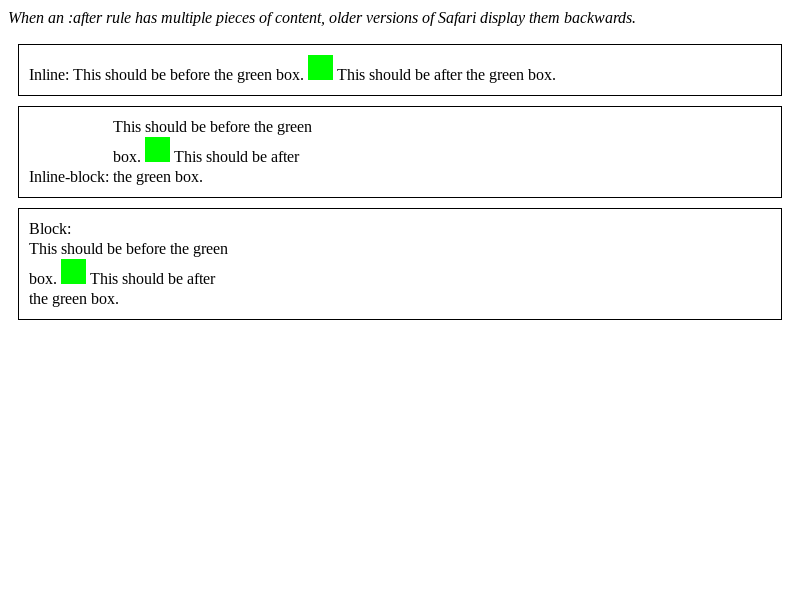 When an :after rule has multiple pieces of content, older versions of Safari display them backwards.
Inline: This should be before the green box. This should be after the green box.
This should be before the green
box. This should be after
Inline-block: the green box.
Block:
This should be before the green
box. This should be after
the green box.